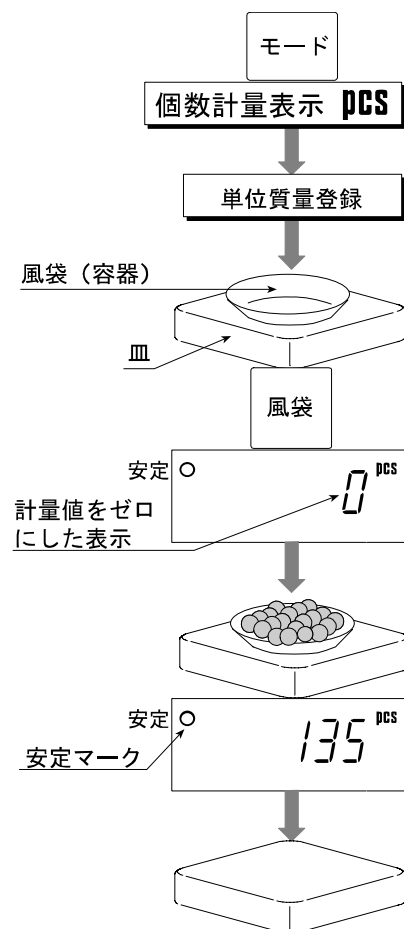 モード
個数計量表示 pcs
単位質量登録
風袋（容器）
皿
風袋
安定
pcs
0
計量値をゼロ
にした表示
安定
pcs
135
安定マーク